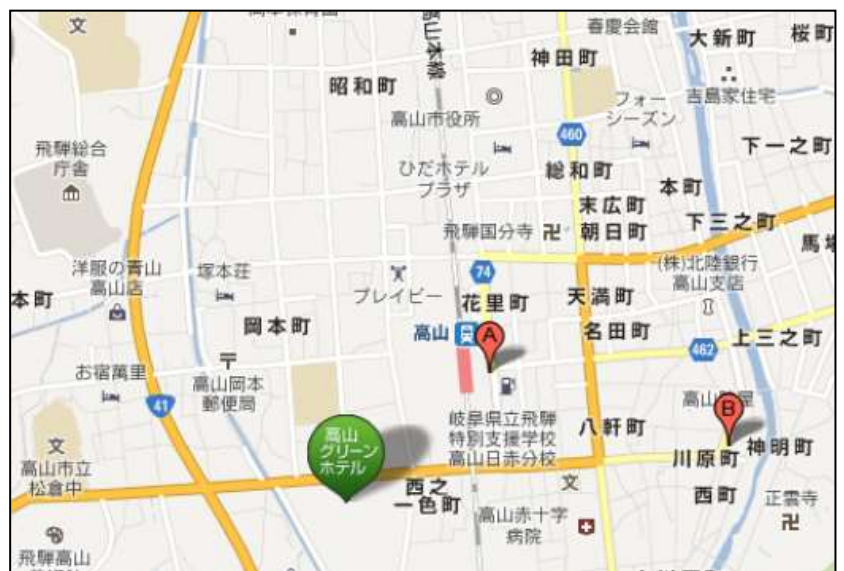 文
高山本線
春慶会館
大新町
桜町
神田町
昭和町
吉島家住宅
フォー
シーズン
高山市役所
460
飛騨総合
庁舎
下一之町
ひだホテル
プラザ
総和町
本町
末広町
下三之町
飛騨国分寺
朝日町
洋服の青山
高山店
塚本荘
74
(株)北陸銀行
高山支店
プレイビー
花里町
天満町
本町
岡本町
高山
A
名田町
462
上三之町
お宿萬里
高山岡本
郵便局
41
B
高山
グリーン
ホテル
岐阜県立飛騨
特別支援学校
高山日赤分校
八軒町
川原町
神明町
文
高山市立
松倉中
西之
一色町
文
西町
正雲寺
高山赤十字
病院
飛騨高山